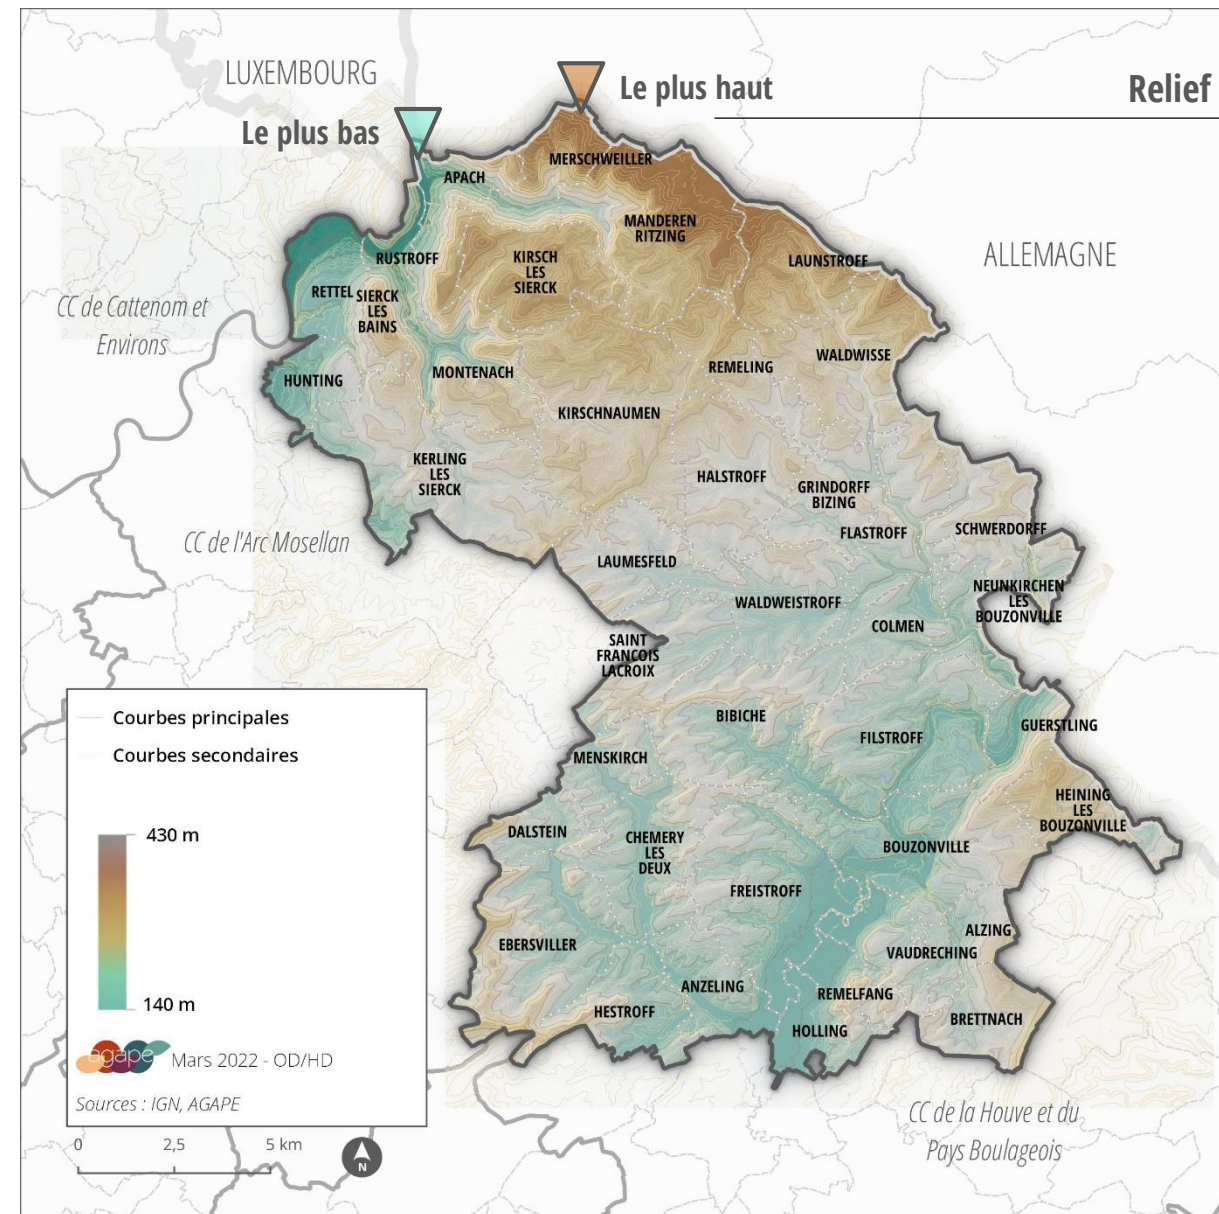 LUXEMBOURG
Le plus haut
Relief
Le plus bas
MERSCHWEILLER
APACH
MANDEREN
RITZING
ALLEMAGNE
RUSTROFF
KIRSCH
LES
SIERCK
LAUNSTROFF
RETTEL
SIERCK
LES
BAINS
CC de Cattenom et
Environs
HUNTING
MONTENACH
REMELING
WALDWISSE
KIRSCHNAUMEN
KERLING
LES
SIERCK
HALSTROFF
GRINDORFF
BIZING
FLASTROFF
SCHWERDORFF
CC de l'Arc Mosellan
LAUMESFELD
WALDWEISTROFF
NEUNKIRCHEN
LES
BOUZONVILLE
COLMEN
SAINT
FRANCOIS
LACROIX
BIBICHE
FILSTROFF
GUERSTLING
MENSKIRCH
HEINING
LES
BOUZONVILLE
DALSTEIN
CHEMERY
LES
DEUX
BOUZONVILLE
FREISTROFF
EBERSVILLER
ALZING
VAUDRECHING
ANZELING
REMELFANG
HESTROFF
HOLLING
BRETTNACH
CC de la Houve et du
Pays Boulageois
Courbes principales
Courbes secondaires
430 m
140 m
agape
Mars 2022 - OD/HD
Sources : IGN, AGAPE
0 2,5 5 km
N